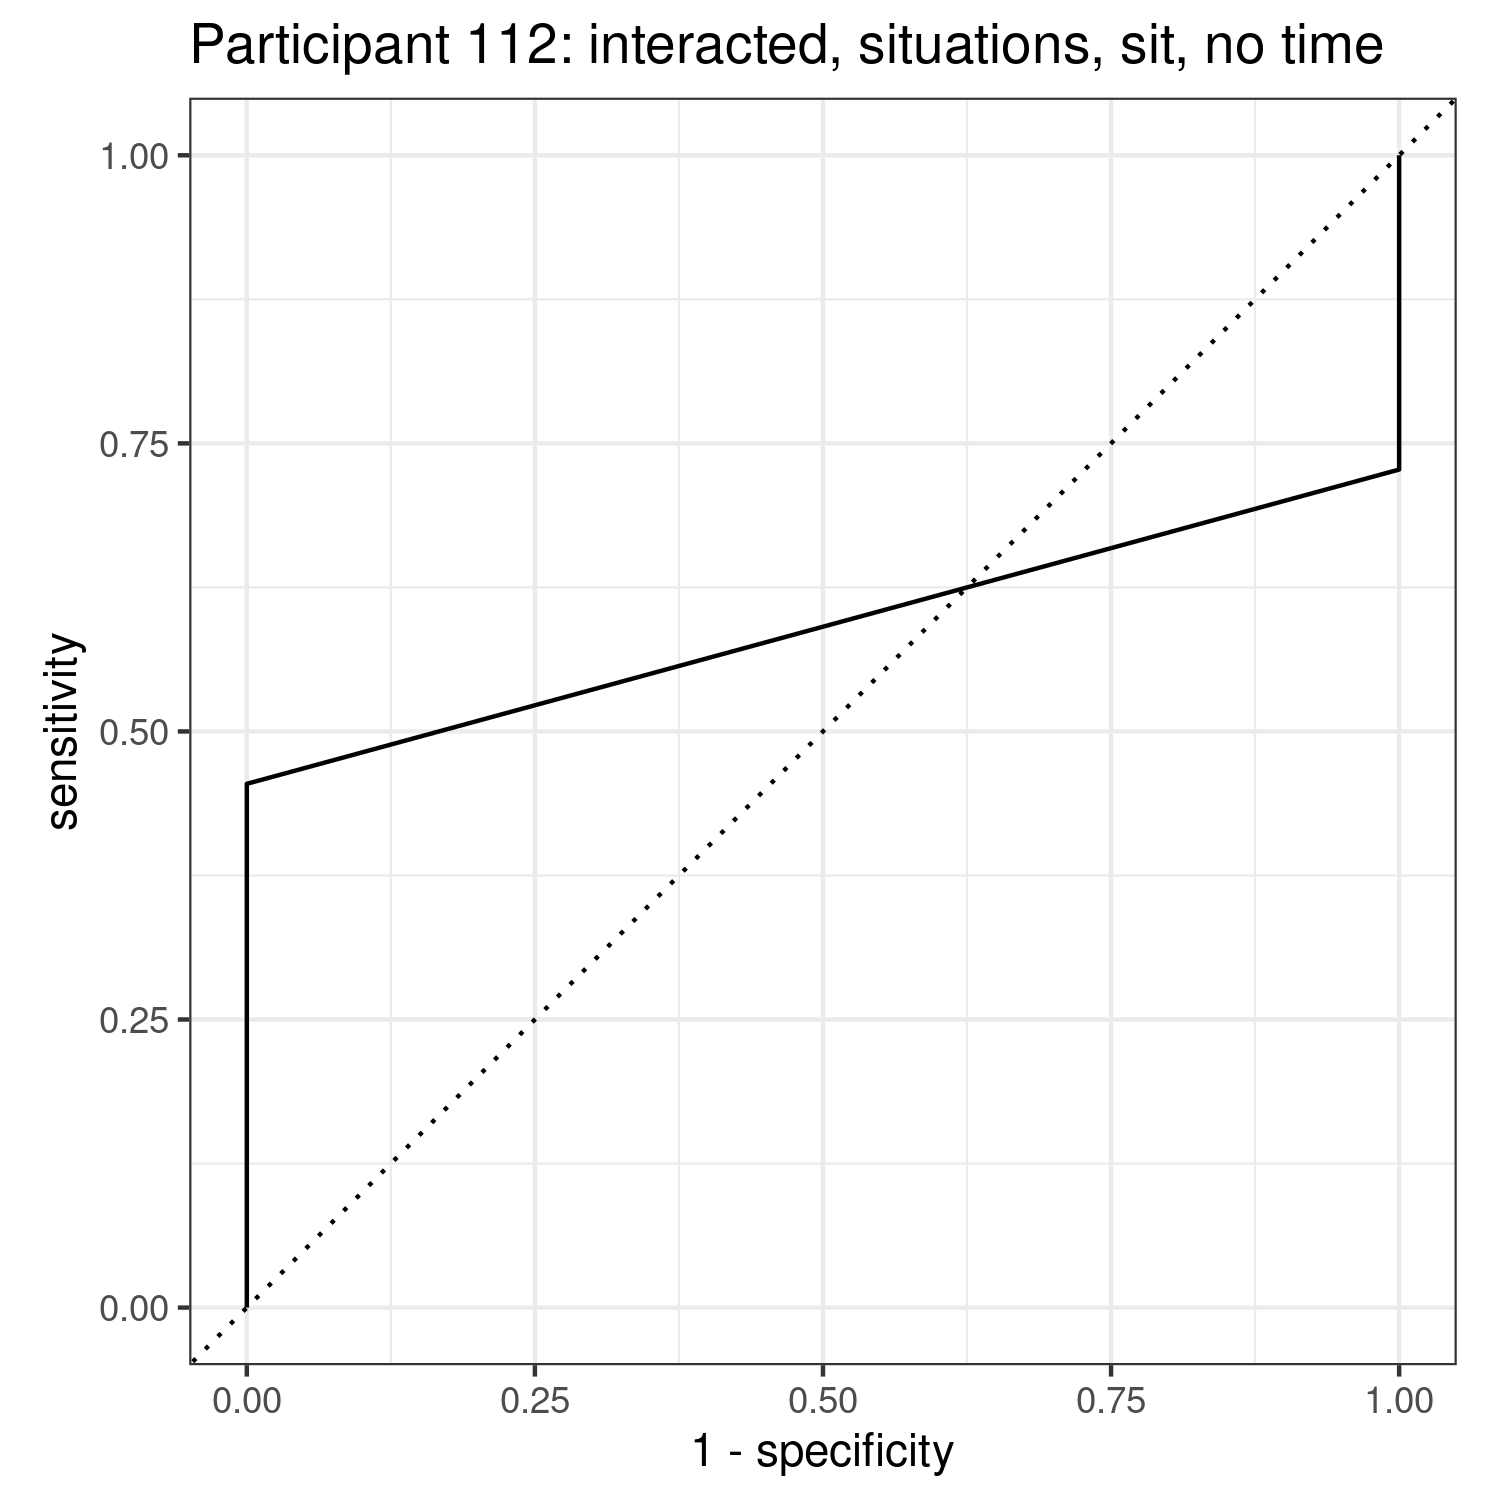 Participant 112: interacted, situations, sit, no time
sensitivity
1.00
0.75
0.50
0.25
0.00
0.00 0.25 0.50 0.75 1.00
1 - specificity